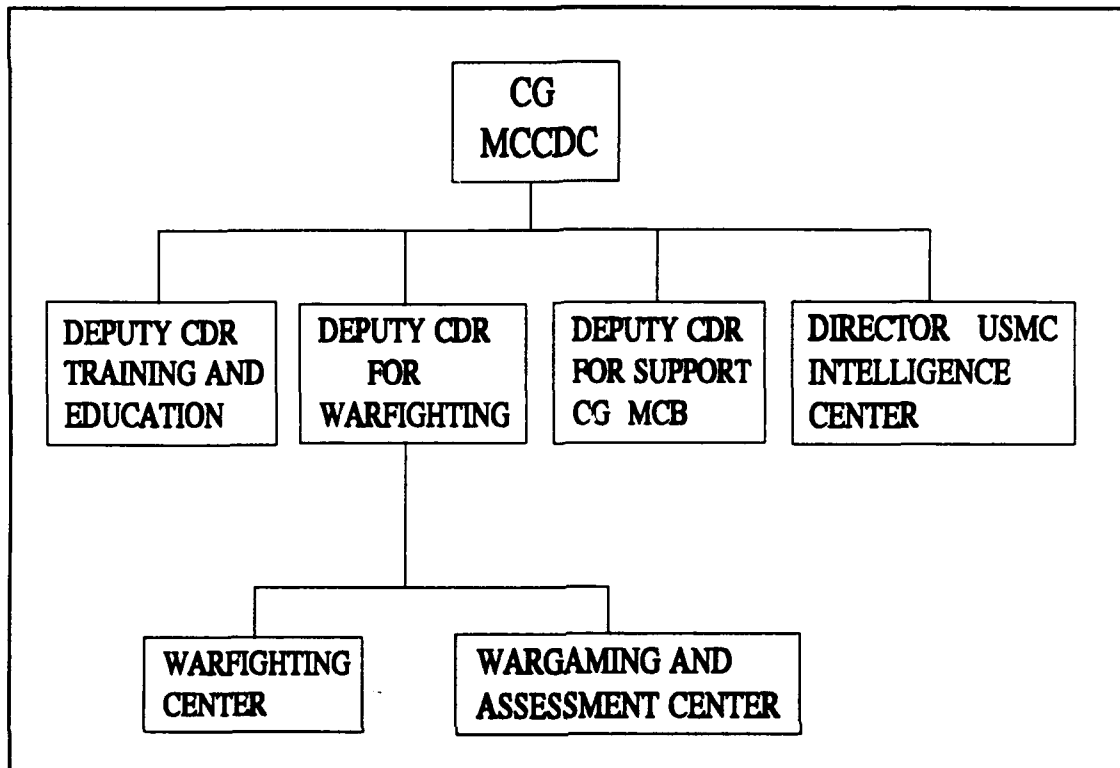 CG
MCCDC
DEPUTY CDR
TRAINING AND
EDUCATION
DEPUTY CDR
FOR
WARFIGHTING
DEPUTY CDR
FOR SUPPORT
CG MCB
DIRECTOR USMC
INTELLIGENCE
CENTER
WARFIGHTING
CENTER
WARGAMING AND
ASSESSMENT CENTER